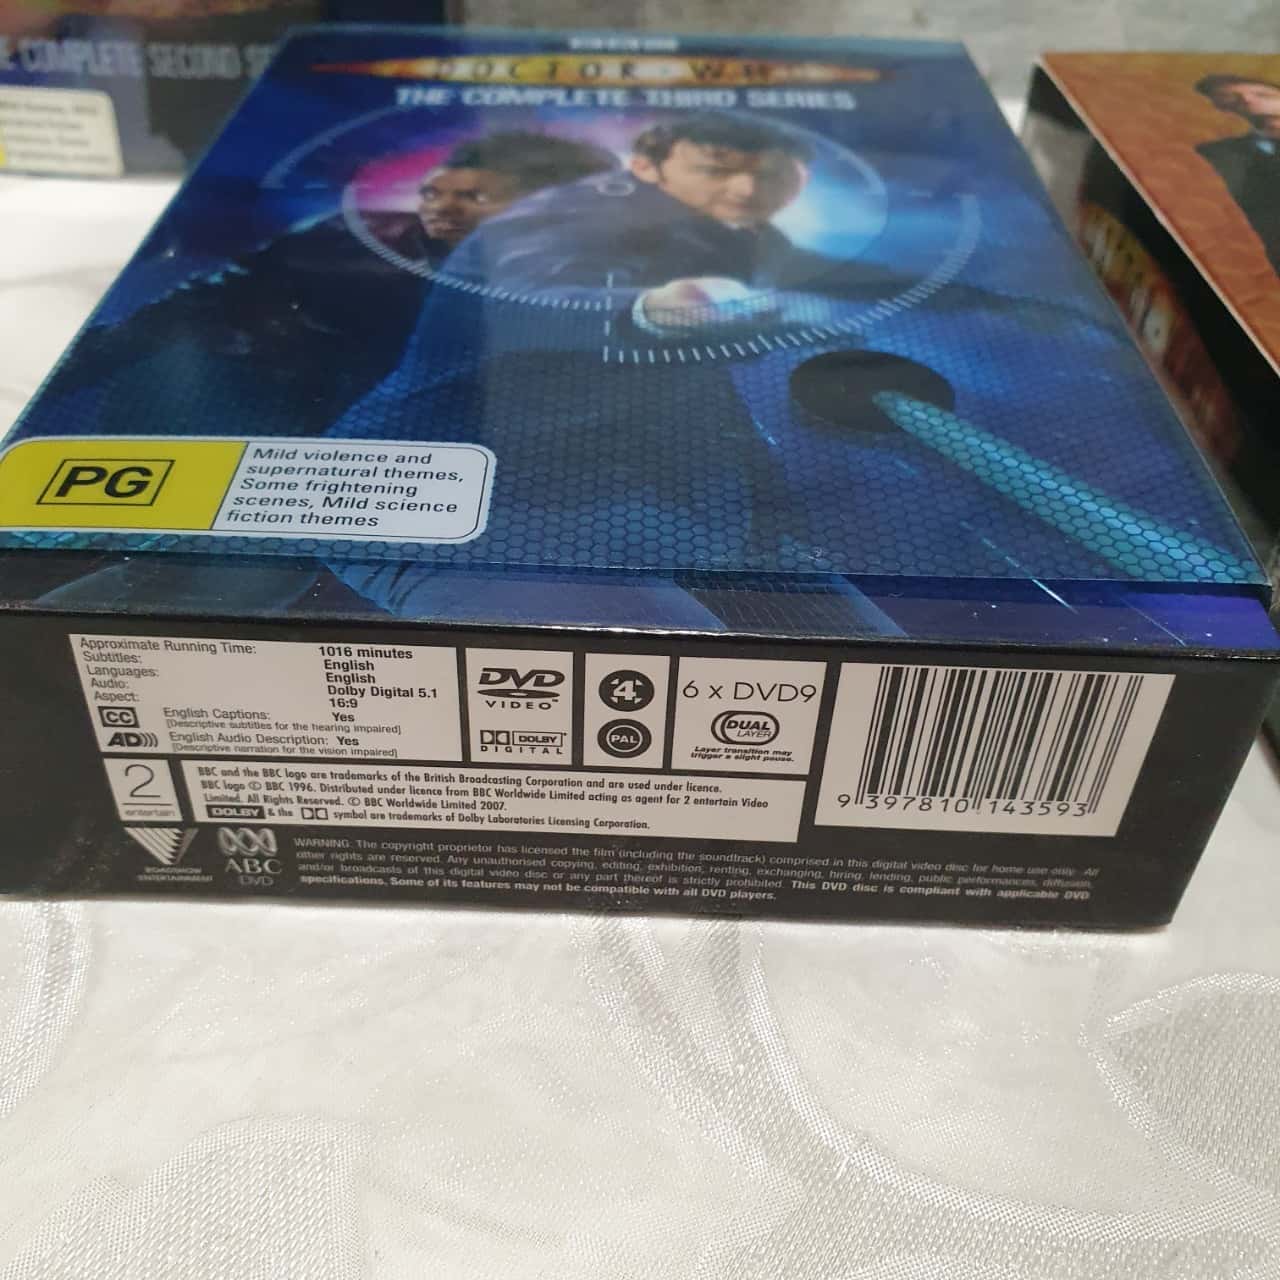 COMPLETE SECOND
DOCTOR WHO
THE COMPLETE THIRD SERIES
PG
Mild violence and
supernatural themes,
Some frightening
scenes, Mild science
fiction themes
Approximate Running Time: 1016 minutes
Subtitles: English
Languages: English
Audio: Dolby Digital 5.1
Aspect: 16:9
CC English Captions: Yes
[Descriptive subtitles for the hearing impaired]
AD))) English Audio Description: Yes
[Descriptive narration for the vision impaired]
DVD
VIDEO™
DOLBY
DIGITAL
4
PAL
6 x DVD9
DUAL
LAYER
Layer transition may
trigger a slight pause.
9 397810 143593
2
entertain
BBC and the BBC logo are trademarks of the British Broadcasting Corporation and are used under licence.
BBC logo © BBC 1996. Distributed under licence from BBC Worldwide Limited acting as agent for 2 entertain Video
Limited. All Rights Reserved. © BBC Worldwide Limited 2007.
DOLBY & the symbol are trademarks of Dolby Laboratories Licensing Corporation.
ROADSHOW
ENTERTAINMENT
ABC
DVD
WARNING: The copyright proprietor has licensed the film (including the soundtrack) comprised in this digital video disc for home use only. All
other rights are reserved. Any unauthorised copying, editing, exhibition, renting, exchanging, hiring, lending, public performances, diffusion
and/or broadcasts of this digital video disc or any part thereof is strictly prohibited. This DVD disc is compliant with applicable DVD
specifications. Some of its features may not be compatible with all DVD players.